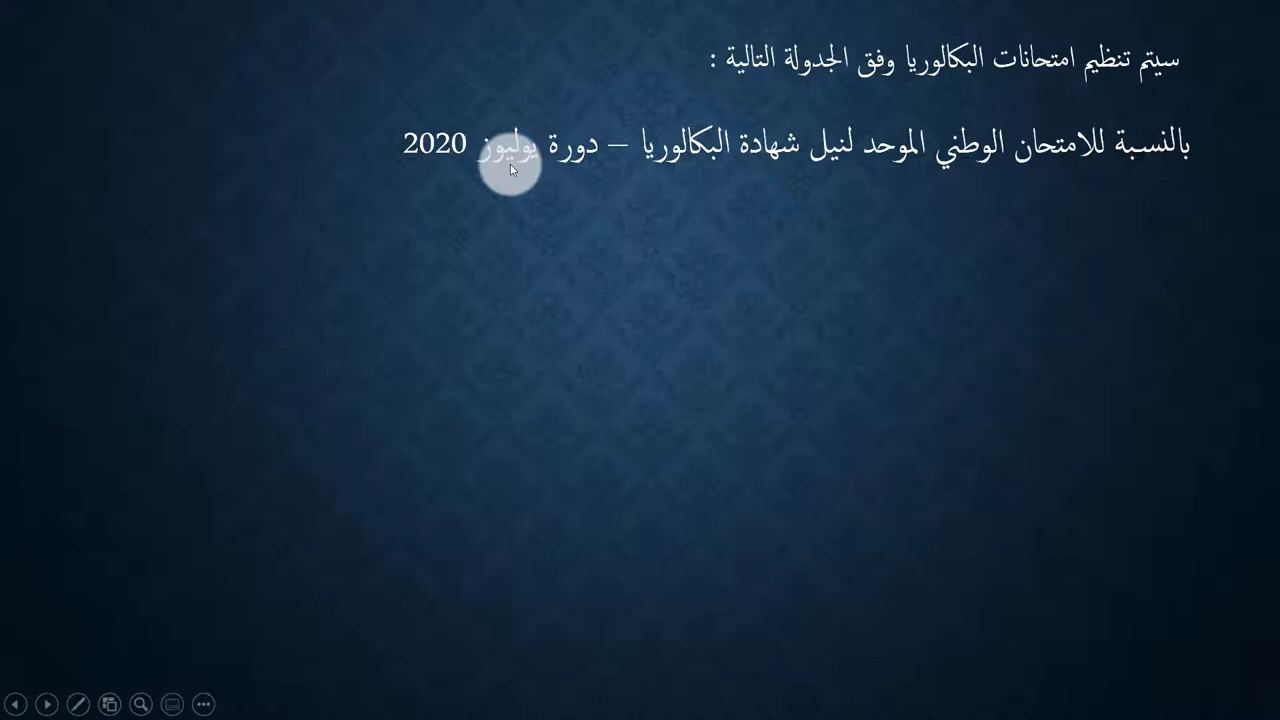 سيتم تنظيم امتحانات البكالوريا وفق الجدولة التالية :
بالنسبة للامتحان الوطني الموحد لنيل شهادة البكالوريا – دورة يوليوز 2020